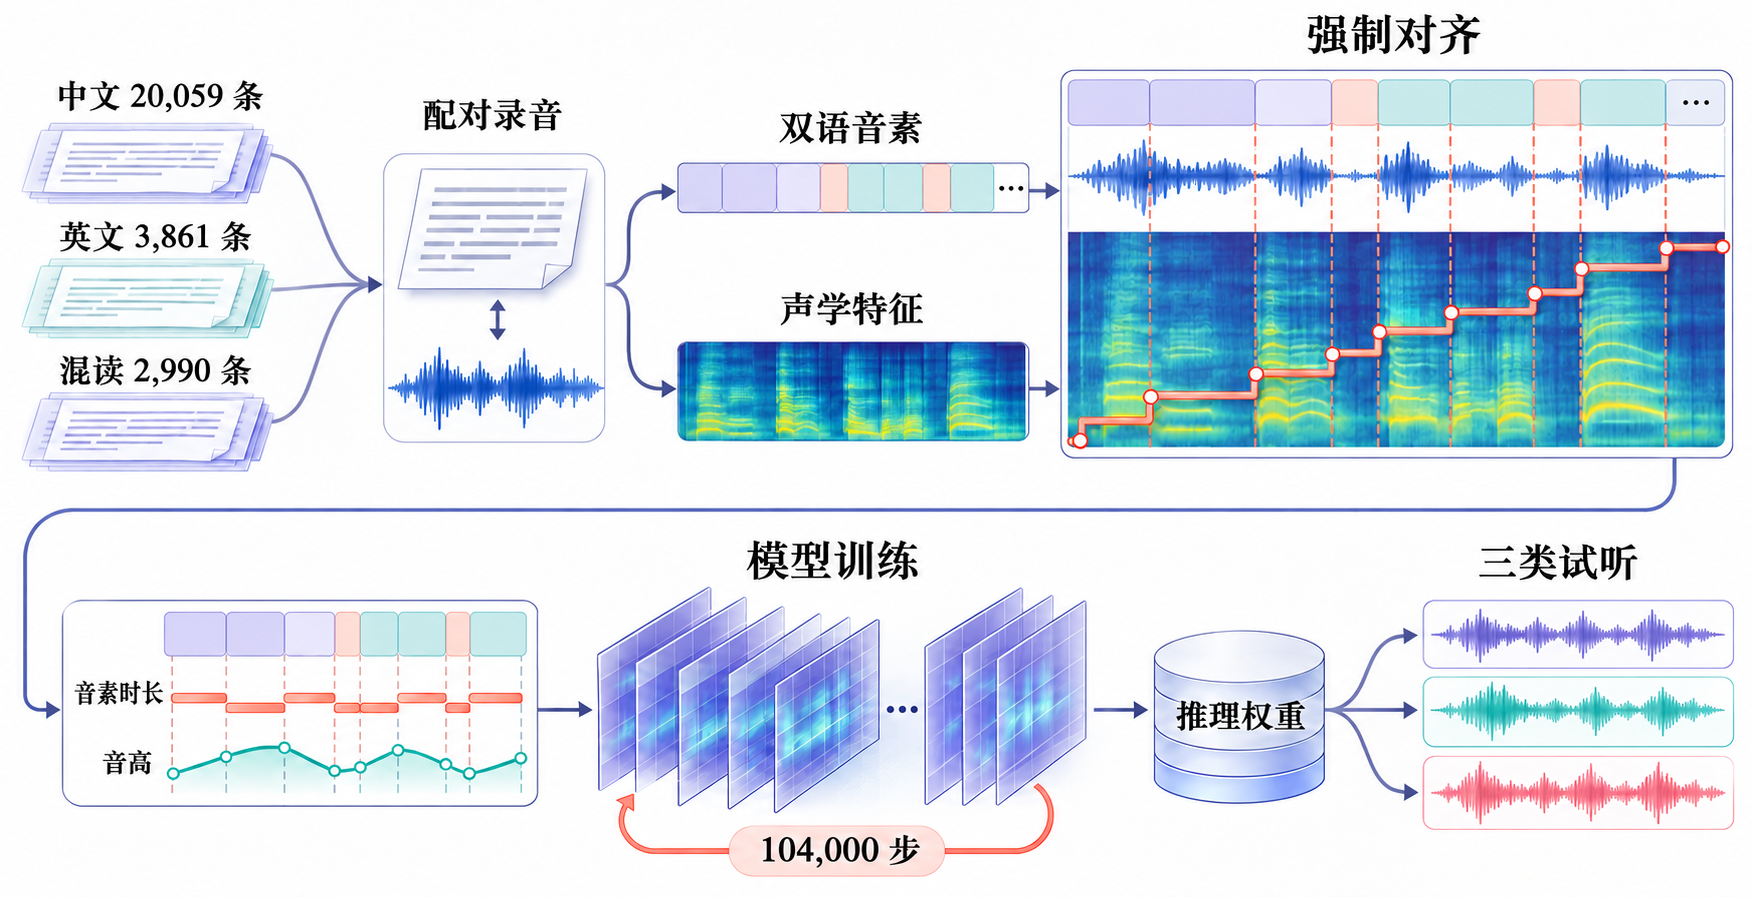 强制对齐
中文 20,059 条
配对录音
双语音素
英文 3,861 条
声学特征
混读 2,990 条
模型训练
三类试听
音素时长
音高
推理权重
104,000 步